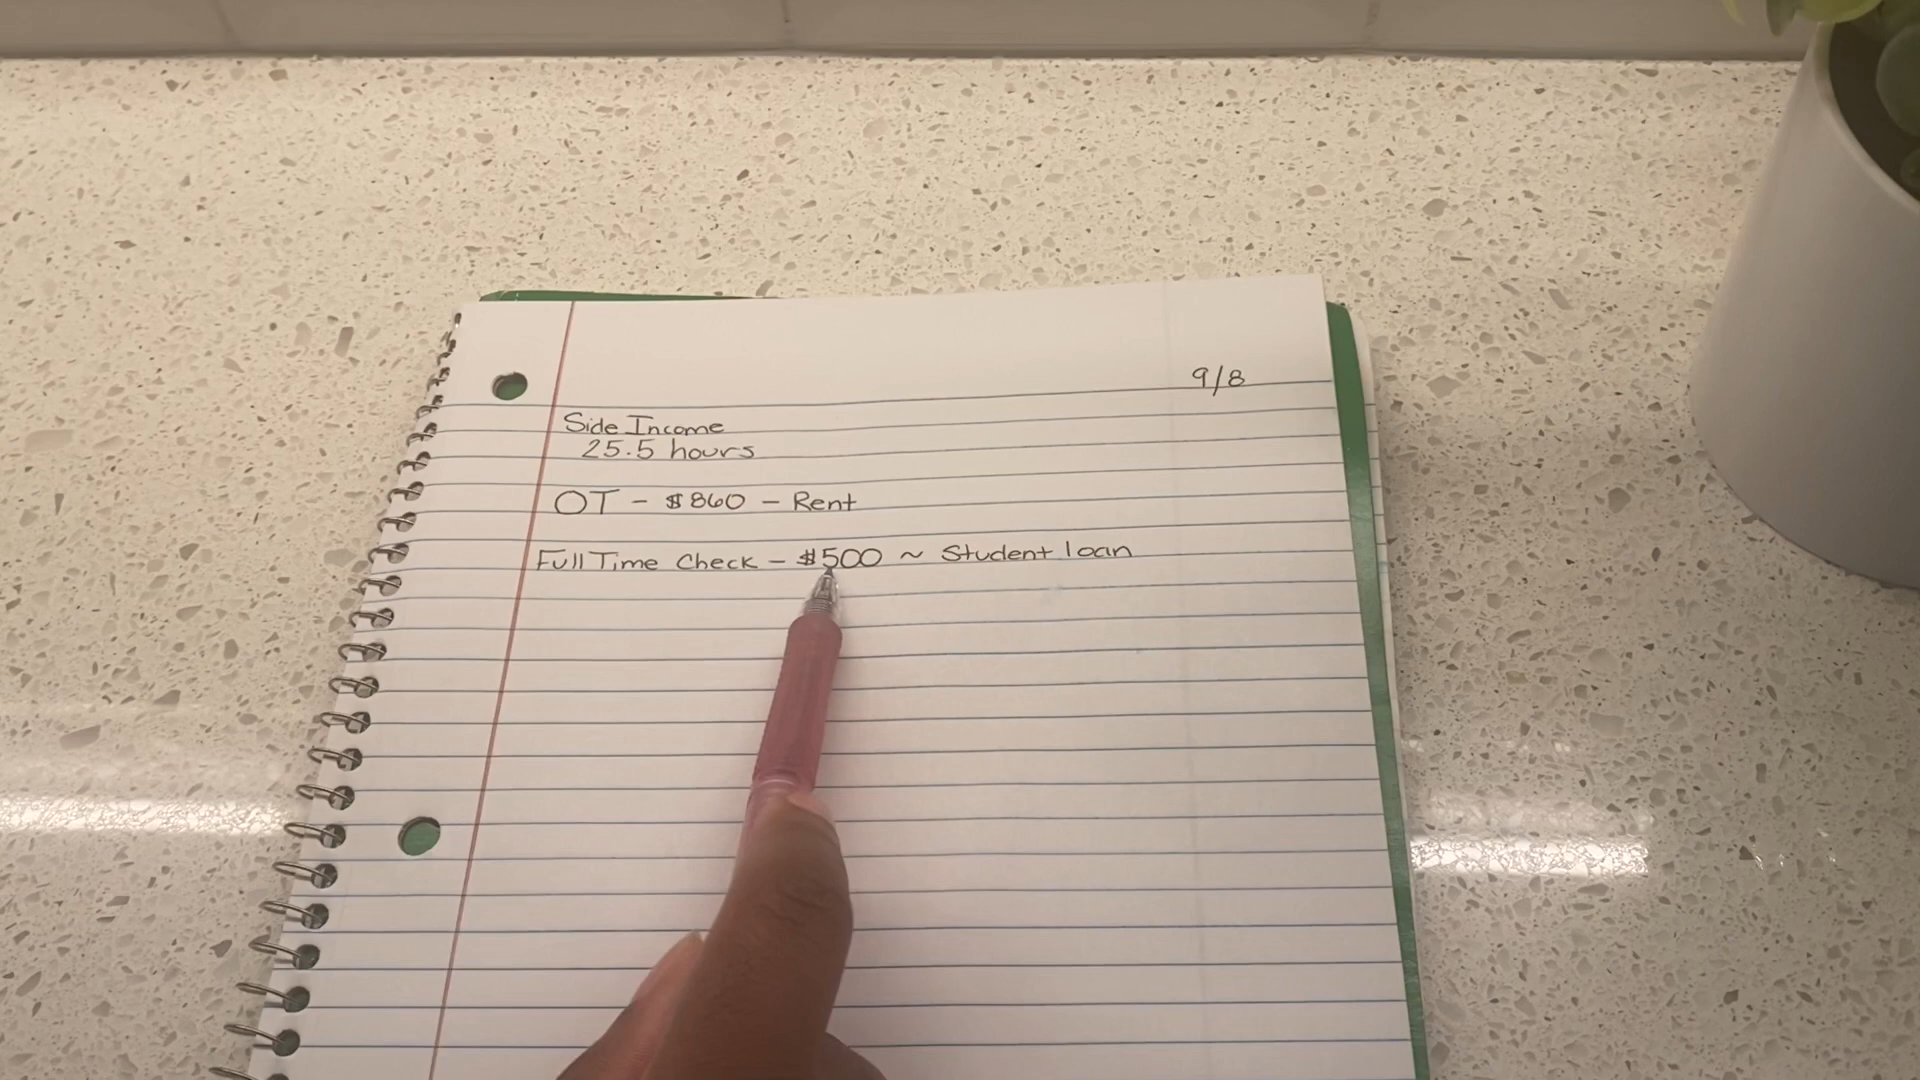 9/8
Side Income
25.5 hours
OT - $860 - Rent
Full Time Check - $500 ~ Student loan